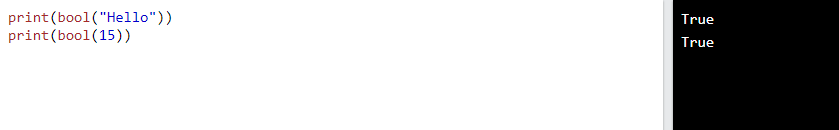 print(bool("Hello"))
print(bool(15))
True
True